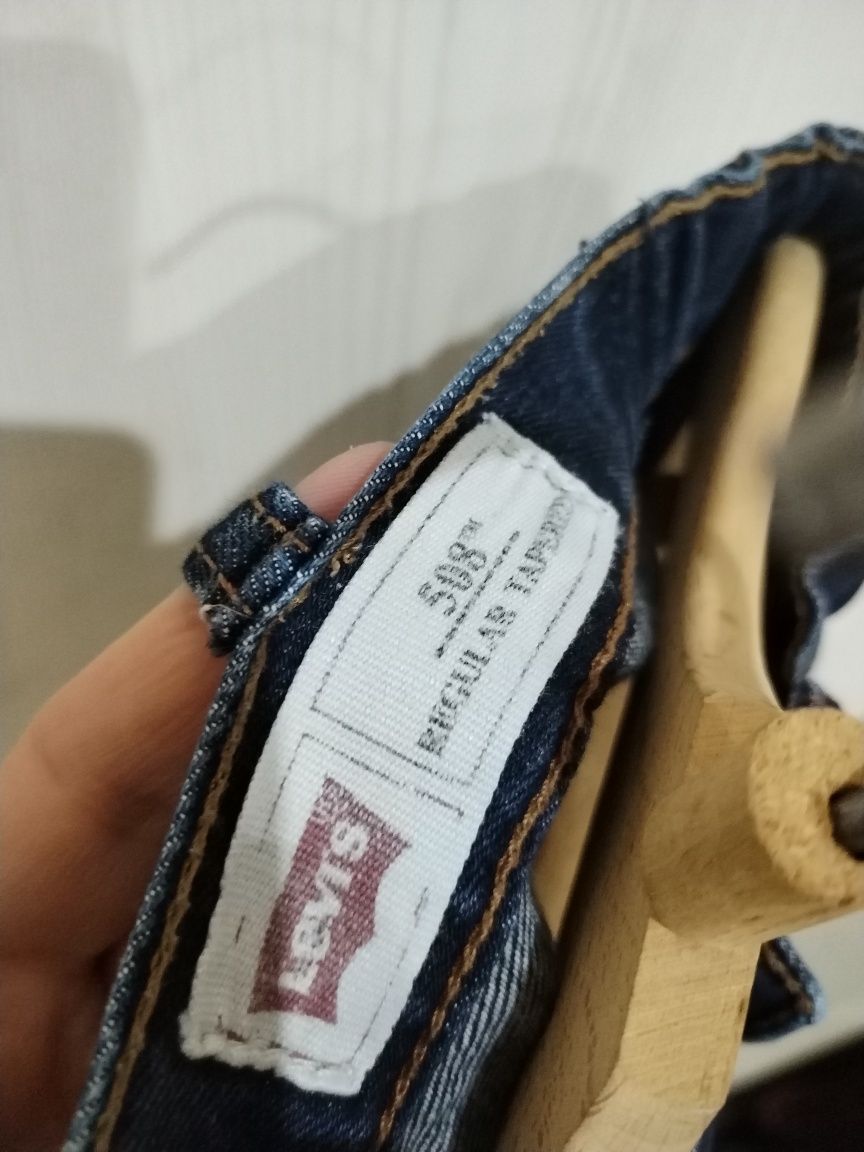 508™
REGULAR TAPERED
LEVI'S